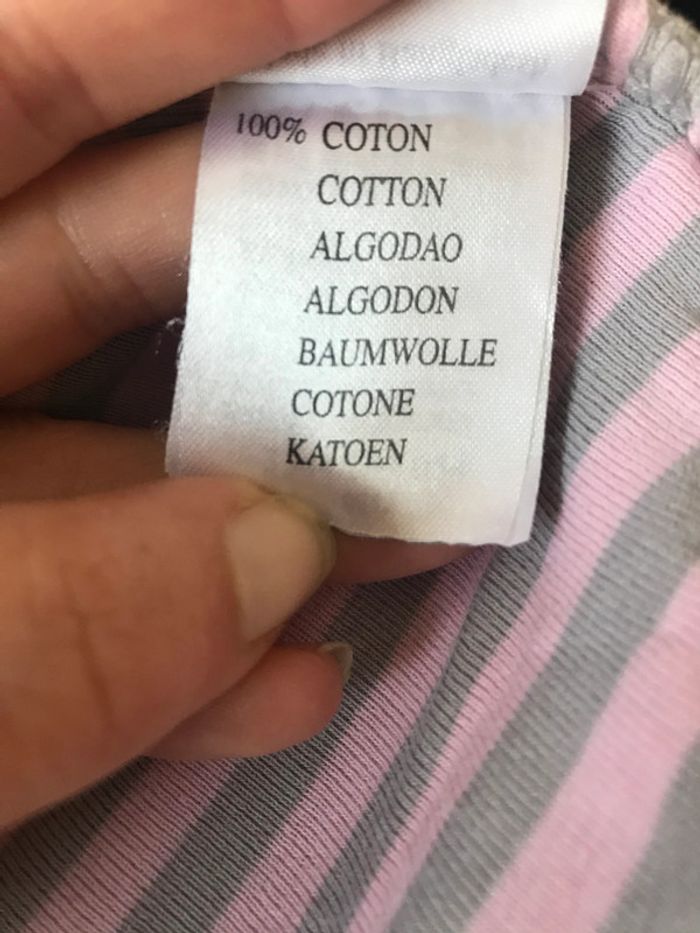 100% COTON
COTTON
ALGODAO
ALGODON
BAUMWOLLE
COTONE
KATOEN